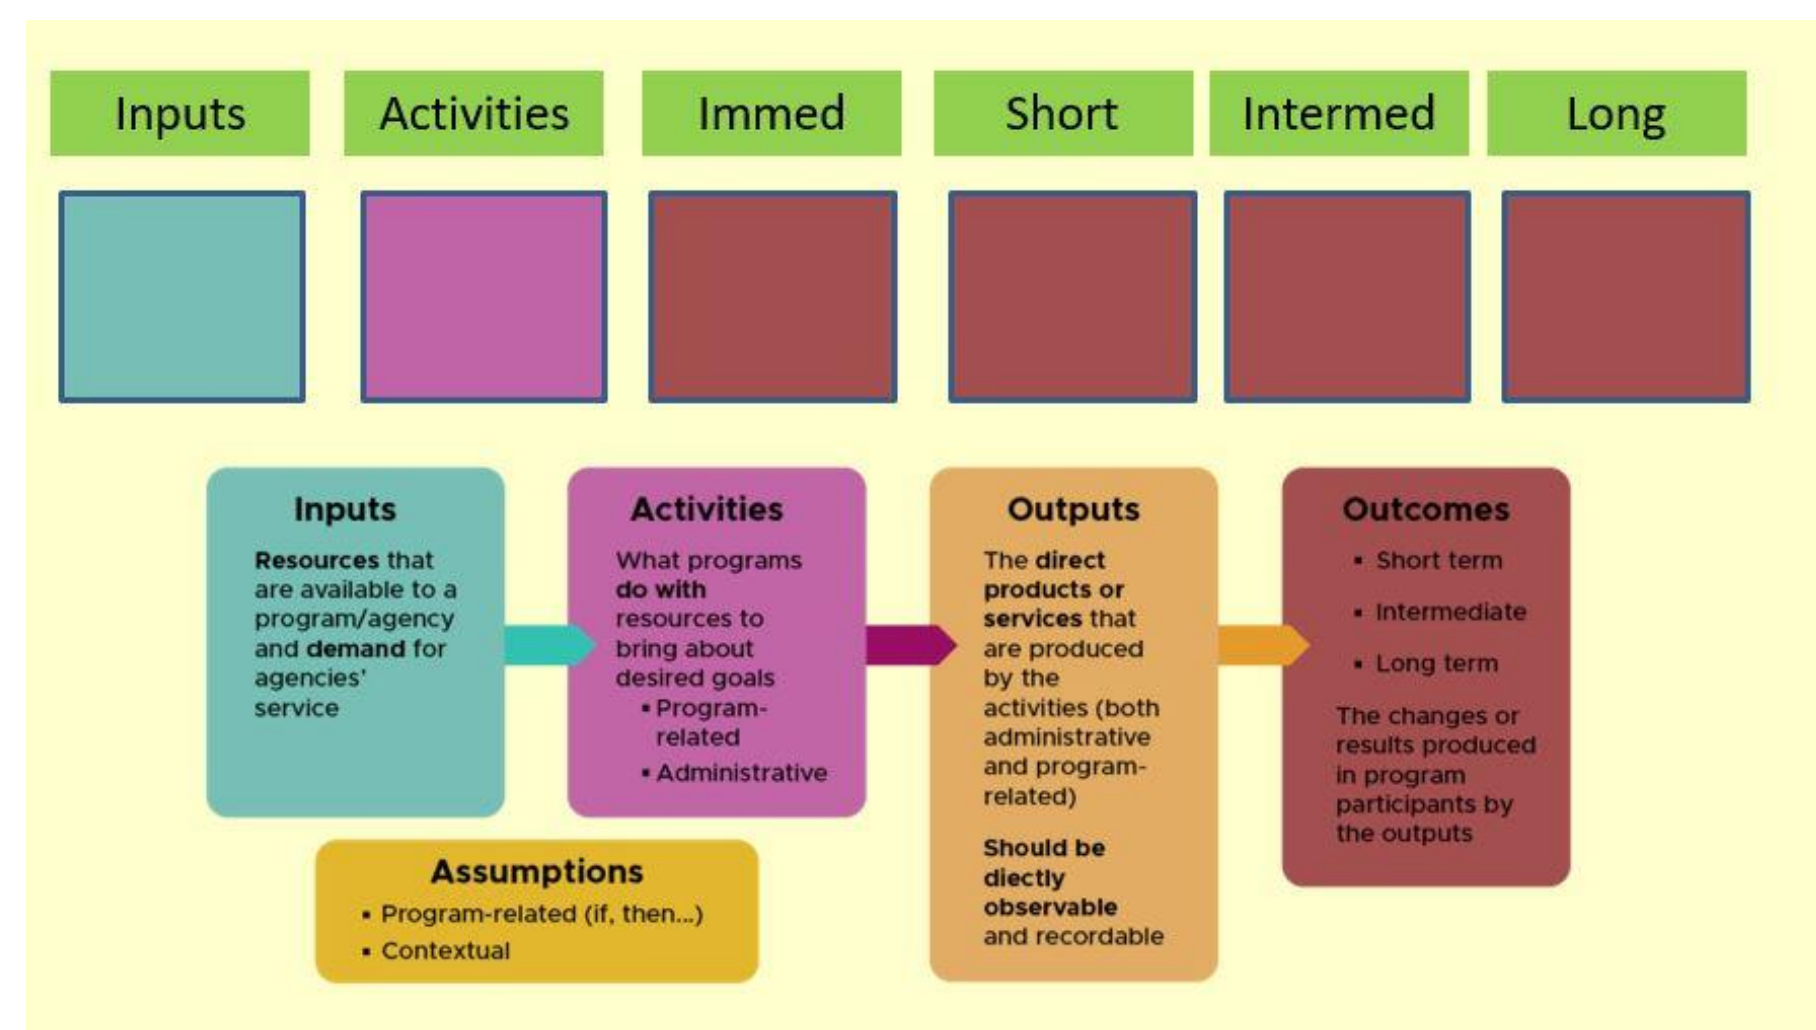 Inputs
Activities
Immed
Short
Intermed
Long
Inputs
Resources that
are available to a
program/agency
and demand for
agencies'
service
Activities
What programs
do with
resources to
bring about
desired goals
▪ Program-
related
▪ Administrative
Outputs
The direct
products or
services that
are produced
by the
activities (both
administrative
and program-
related)
Should be
diectly
observable
and recordable
Outcomes
▪ Short term
▪ Intermediate
▪ Long term
The changes or
results produced
in program
participants by
the outputs
Assumptions
▪ Program-related (if, then...)
▪ Contextual